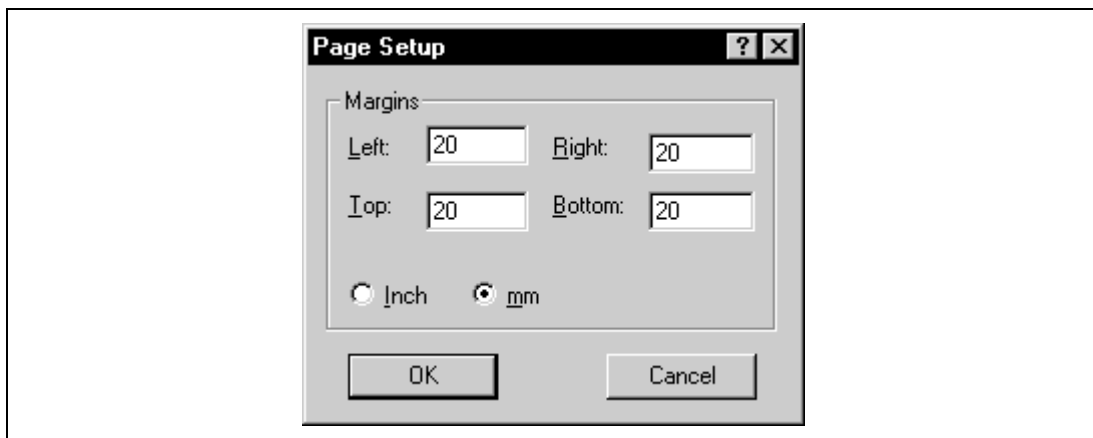 Page Setup ? X
Margins
Left: 20 Right: 20
Top: 20 Bottom: 20
Inch mm
OK Cancel